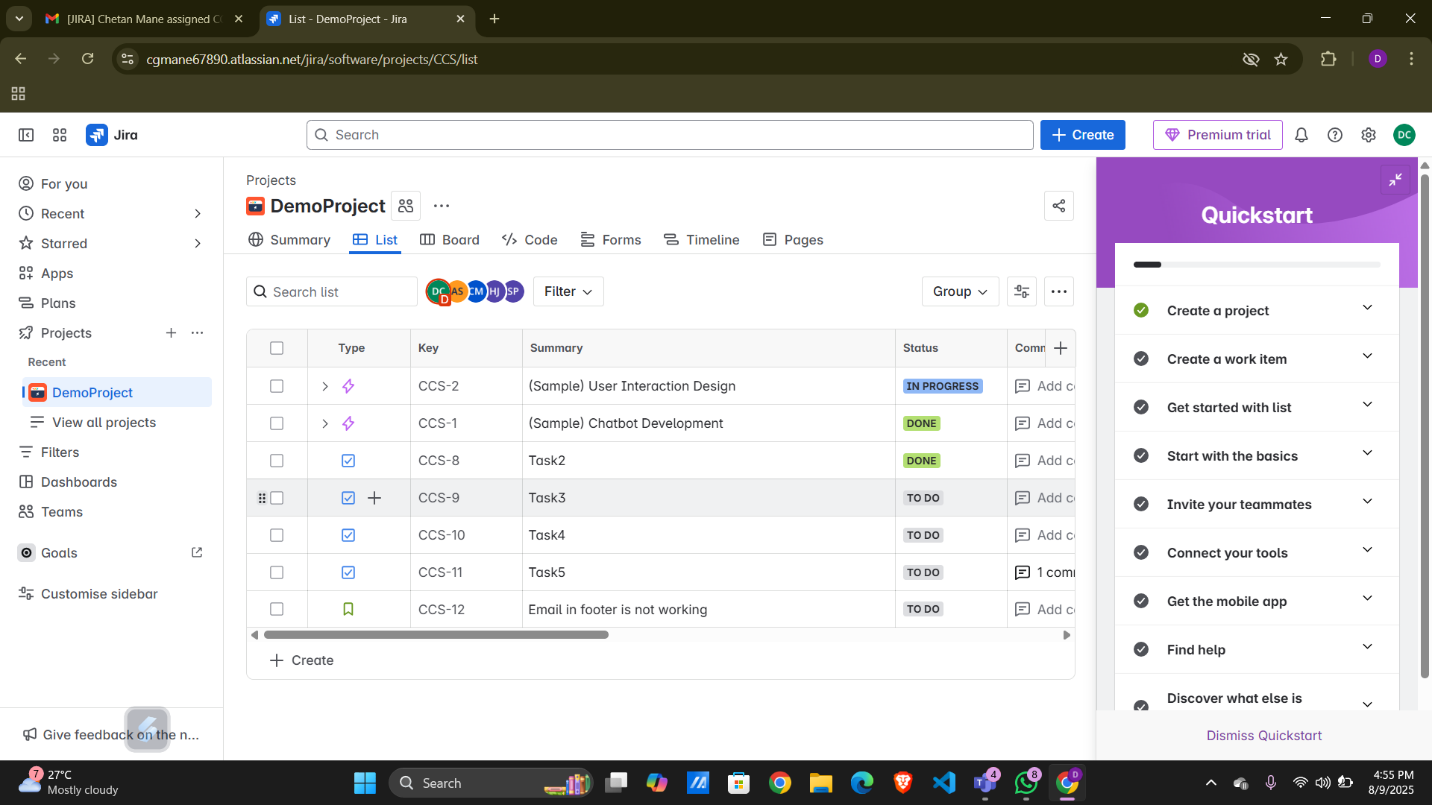 [JIRA] Chetan Mane assigned C
List - DemoProject - Jira
cgmane67890.atlassian.net/jira/software/projects/CCS/list
D
Jira
Search
Create
Premium trial
DC
For you
Recent
Starred
Apps
Plans
Projects
Recent
DemoProject
View all projects
Filters
Dashboards
Teams
Goals
Customise sidebar
Give feedback on the n...
Projects
DemoProject
Summary
List
Board
Code
Forms
Timeline
Pages
Search list
DC
D
AS
CM
HJ
SP
Filter
Group
Type Key Summary Status Comm
CCS-2 (Sample) User Interaction Design IN PROGRESS Add co
CCS-1 (Sample) Chatbot Development DONE Add co
CCS-8 Task2 DONE Add co
CCS-9 Task3 TO DO Add co
CCS-10 Task4 TO DO Add co
CCS-11 Task5 TO DO 1 comm
CCS-12 Email in footer is not working TO DO Add co
Create
Quickstart
Create a project
Create a work item
Get started with list
Start with the basics
Invite your teammates
Connect your tools
Get the mobile app
Find help
Discover what else is
Dismiss Quickstart
7
27°C
Mostly cloudy
Search
4
8
D
4:55 PM
8/9/2025